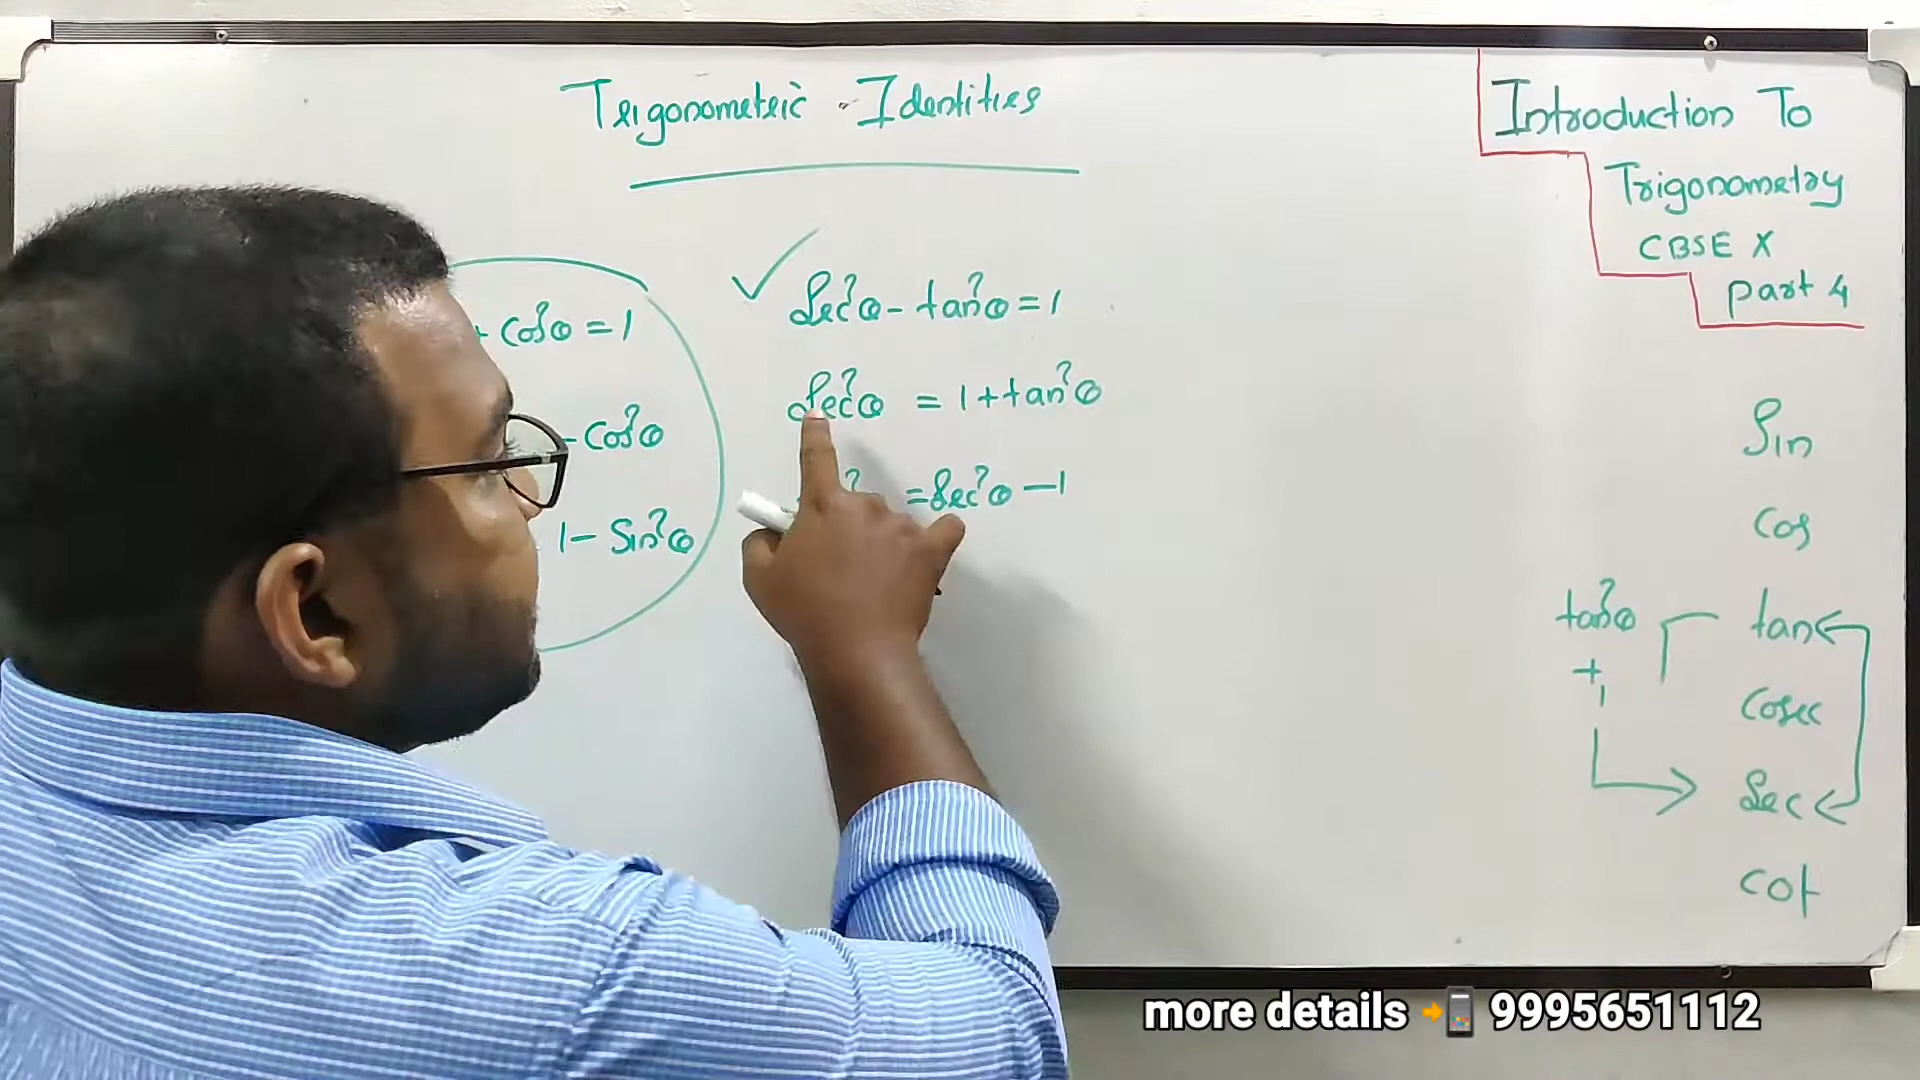 Trigonometric Identities
Introduction To
Trigonometry
CBSE X
part 4
+ cos²θ = 1
- cos²θ
1 - Sin²θ
Sec²θ - tan²θ = 1
Sec²θ = 1 + tan²θ
= Sec²θ - 1
Sin
Cos
tan
Cosec
Sec
cot
tan²θ
+
1
more details 9995651112